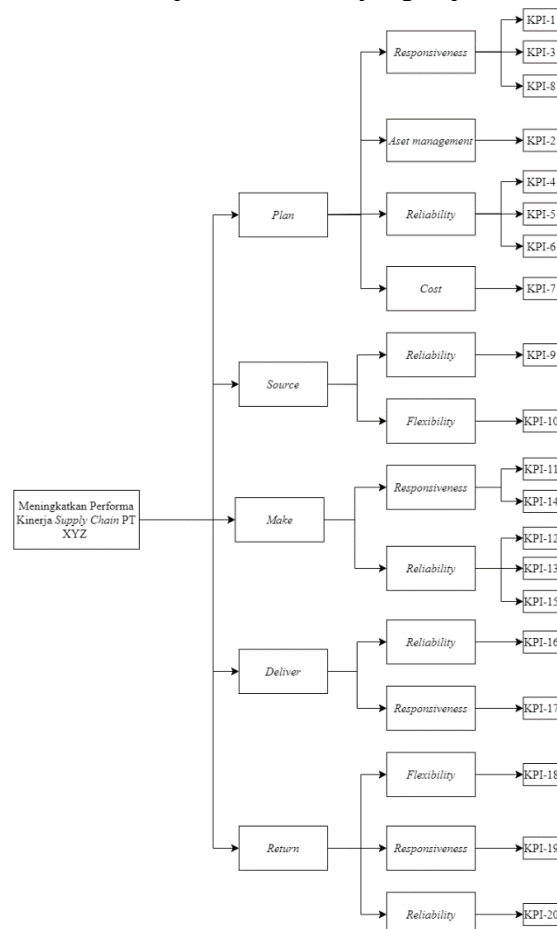 Responsiveness
KPI-1
KPI-3
KPI-8
Aset management
KPI-2
Plan
Reliability
KPI-4
KPI-5
KPI-6
Cost
KPI-7
Source
Reliability
KPI-9
Flexibility
KPI-10
Meningkatkan Performa
Kinerja Supply Chain PT
XYZ
Make
Responsiveness
KPI-11
KPI-14
Reliability
KPI-12
KPI-13
KPI-15
Deliver
Reliability
KPI-16
Responsiveness
KPI-17
Return
Flexibility
KPI-18
Responsiveness
KPI-19
Reliability
KPI-20